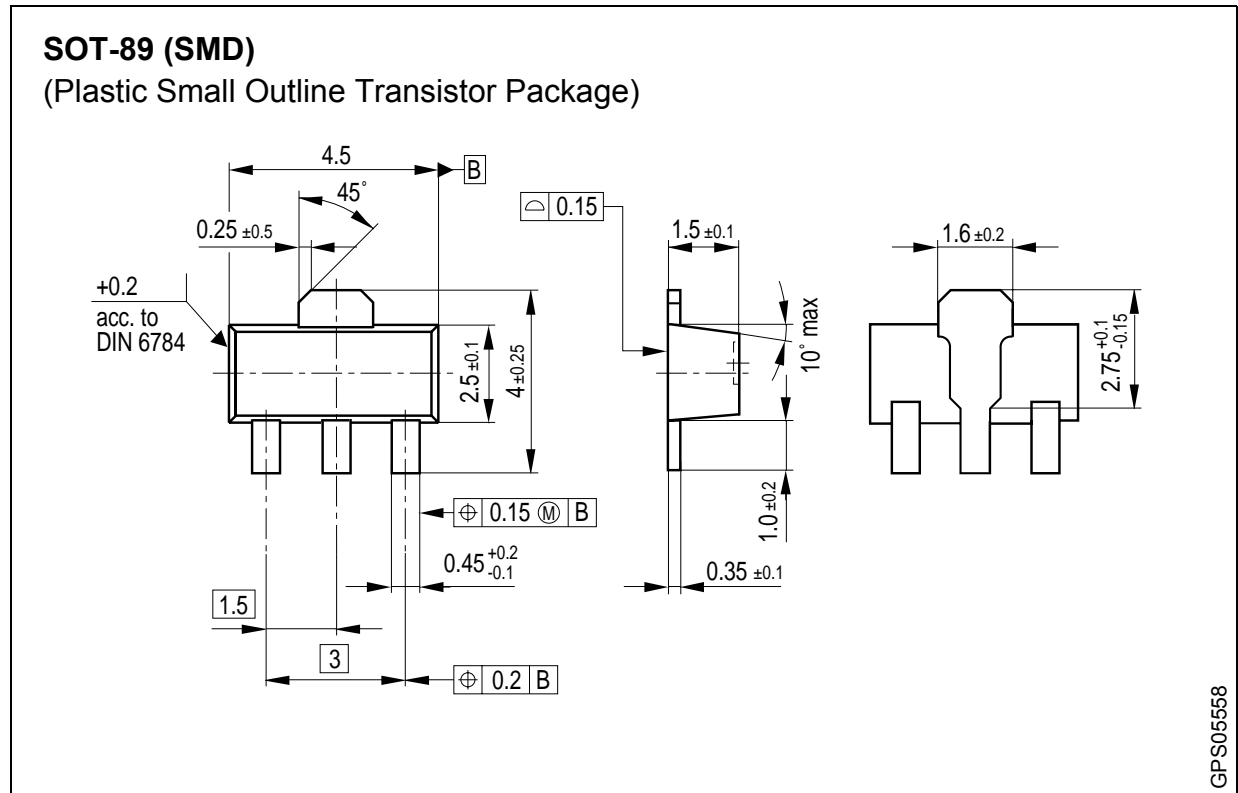 SOT-89 (SMD)
(Plastic Small Outline Transistor Package)
4.5
B
45°
0.25 ±0.5
+0.2
acc. to
DIN 6784
2.5±0.1
4±0.25
⌓ 0.15
1.5 ±0.1
10° max
1.6 ±0.2
2.75 +0.1 -0.15
⌖ 0.15 Ⓜ B
0.45 +0.2 -0.1
1.0 ±0.2
0.35 ±0.1
1.5
3
⌖ 0.2 B
GPS05558